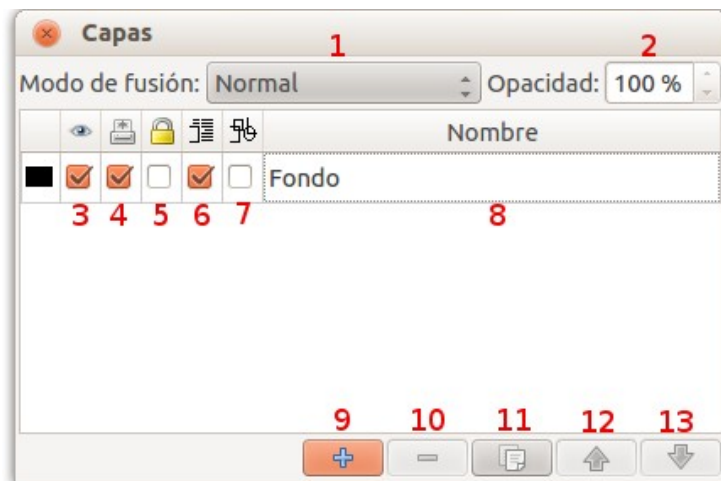 Capas
1 2
Modo de fusión: Normal Opacidad: 100 %
Nombre
Fondo
3 4 5 6 7 8
9 10 11 12 13